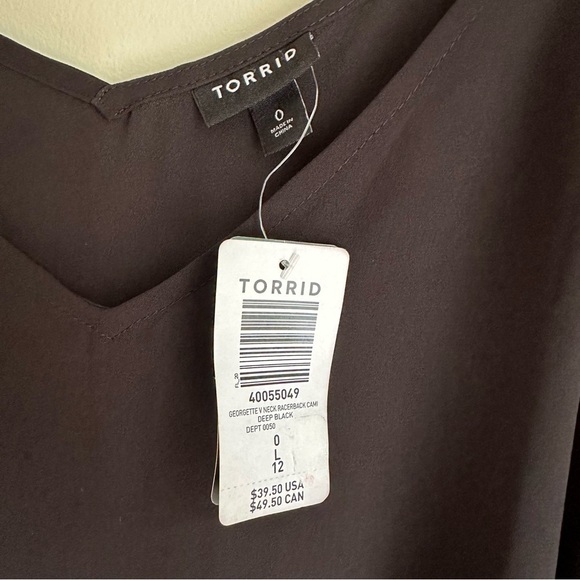 TORRID
0
MADE IN
CHINA
TORRID
FL_20
40055049
GEORGETTE V NECK RACERBACK CAMI
DEEP BLACK
DEPT 0050
0
L
12
$39.50 USA
$49.50 CAN